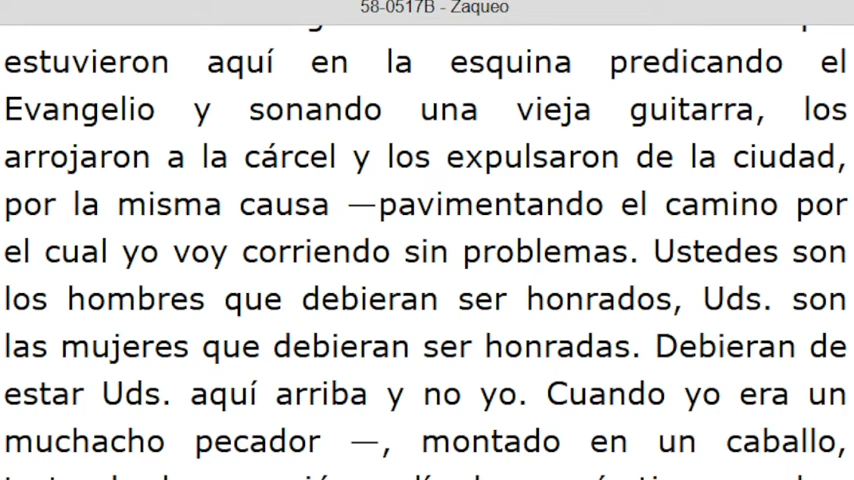 58-0517B - Zaqueo
estuvieron aquí en la esquina predicando el
Evangelio y sonando una vieja guitarra, los
arrojaron a la cárcel y los expulsaron de la ciudad,
por la misma causa —pavimentando el camino por
el cual yo voy corriendo sin problemas. Ustedes son
los hombres que debieran ser honrados, Uds. son
las mujeres que debieran ser honradas. Debieran de
estar Uds. aquí arriba y no yo. Cuando yo era un
muchacho pecador —, montado en un caballo,